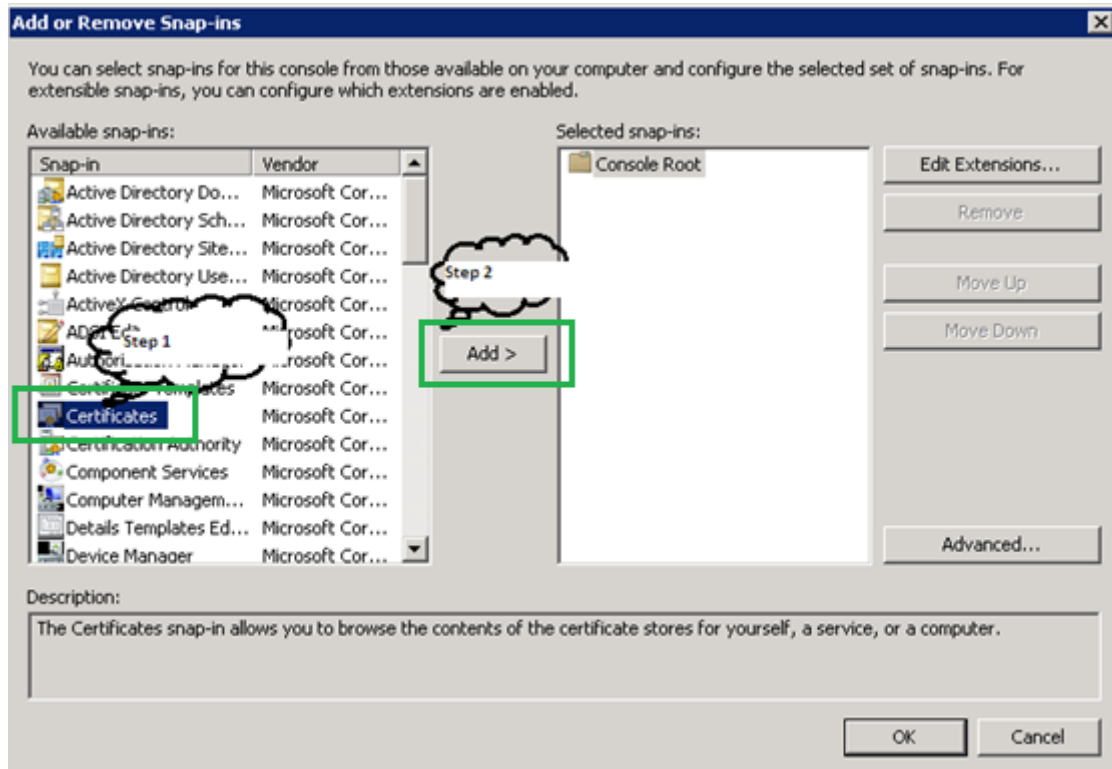 Add or Remove Snap-ins
You can select snap-ins for this console from those available on your computer and configure the selected set of snap-ins. For
extensible snap-ins, you can configure which extensions are enabled.
Available snap-ins:
Selected snap-ins:
Snap-in Vendor
Active Directory Do... Microsoft Cor...
Active Directory Sch... Microsoft Cor...
Active Directory Site... Microsoft Cor...
Active Directory Use... Microsoft Cor...
ActiveX Control Microsoft Cor...
ADSI Edit rosoft Cor...
Step 1
rosoft Cor...
Templates Microsoft Cor...
Certificates Microsoft Cor...
Certification Authority Microsoft Cor...
Component Services Microsoft Cor...
Computer Managem... Microsoft Cor...
Details Templates Ed... Microsoft Cor...
Device Manager Microsoft Cor...
Step 2
Add >
Console Root
Edit Extensions...
Remove
Move Up
Move Down
Advanced...
Description:
The Certificates snap-in allows you to browse the contents of the certificate stores for yourself, a service, or a computer.
OK
Cancel